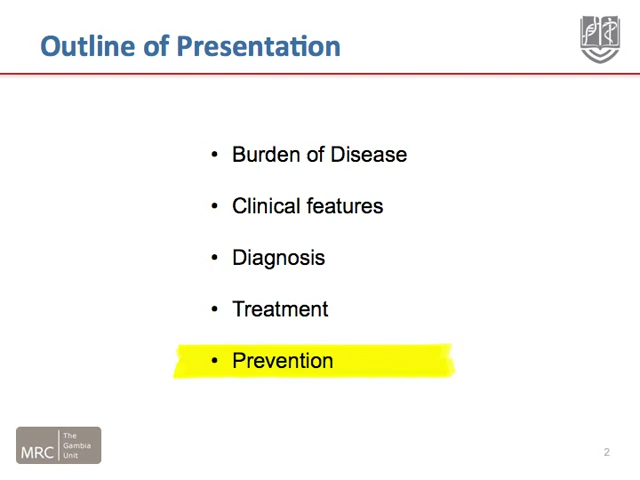 Outline of Presentation
• Burden of Disease
• Clinical features
• Diagnosis
• Treatment
• Prevention
MRC
The
Gambia
Unit
2